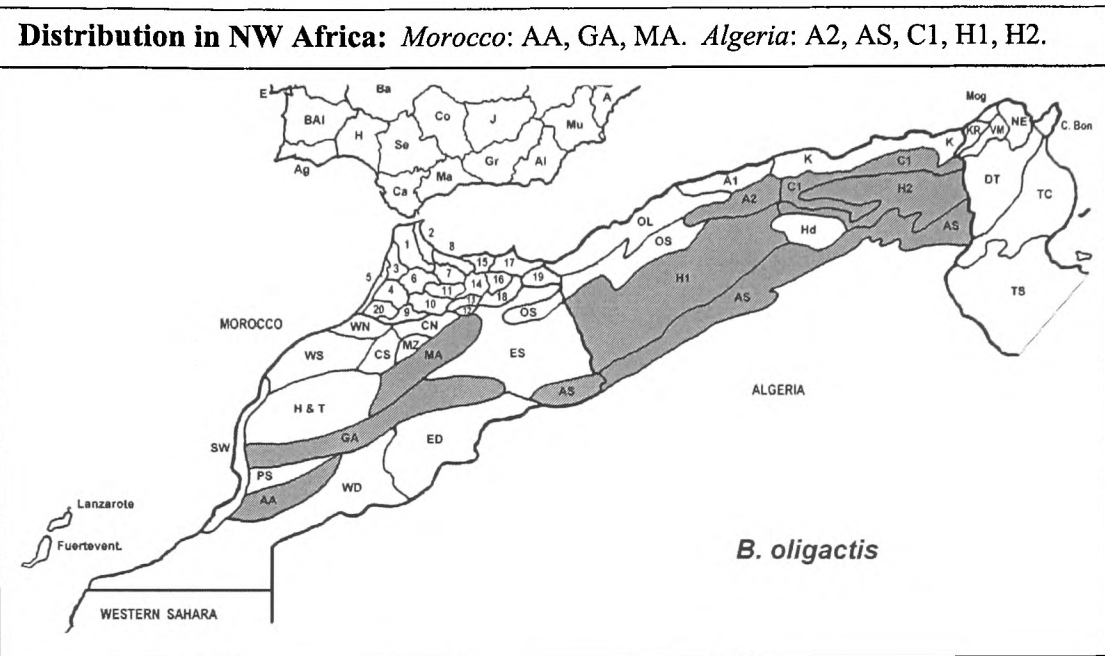 Distribution in NW Africa: Morocco: AA, GA, MA. Algeria: A2, AS, C1, H1, H2.
E
Ba
BAl
H
Se
Co
J
Mu
A
Ag
Ca
Ma
Gr
Al
Mog
KR
VM
NE
C. Bon
K
K
C1
A1
C1
H2
DT
TC
A2
OL
OS
Hd
AS
H1
AS
TS
2
1
8
5
3
6
7
15
17
4
11
14
16
19
20
9
10
13
18
12
OS
MOROCCO
WN
CN
WS
CS
MZ
MA
ES
AS
ALGERIA
H & T
SW
GA
ED
PS
AA
WD
Lanzarote
Fuertevent.
B. oligactis
WESTERN SAHARA